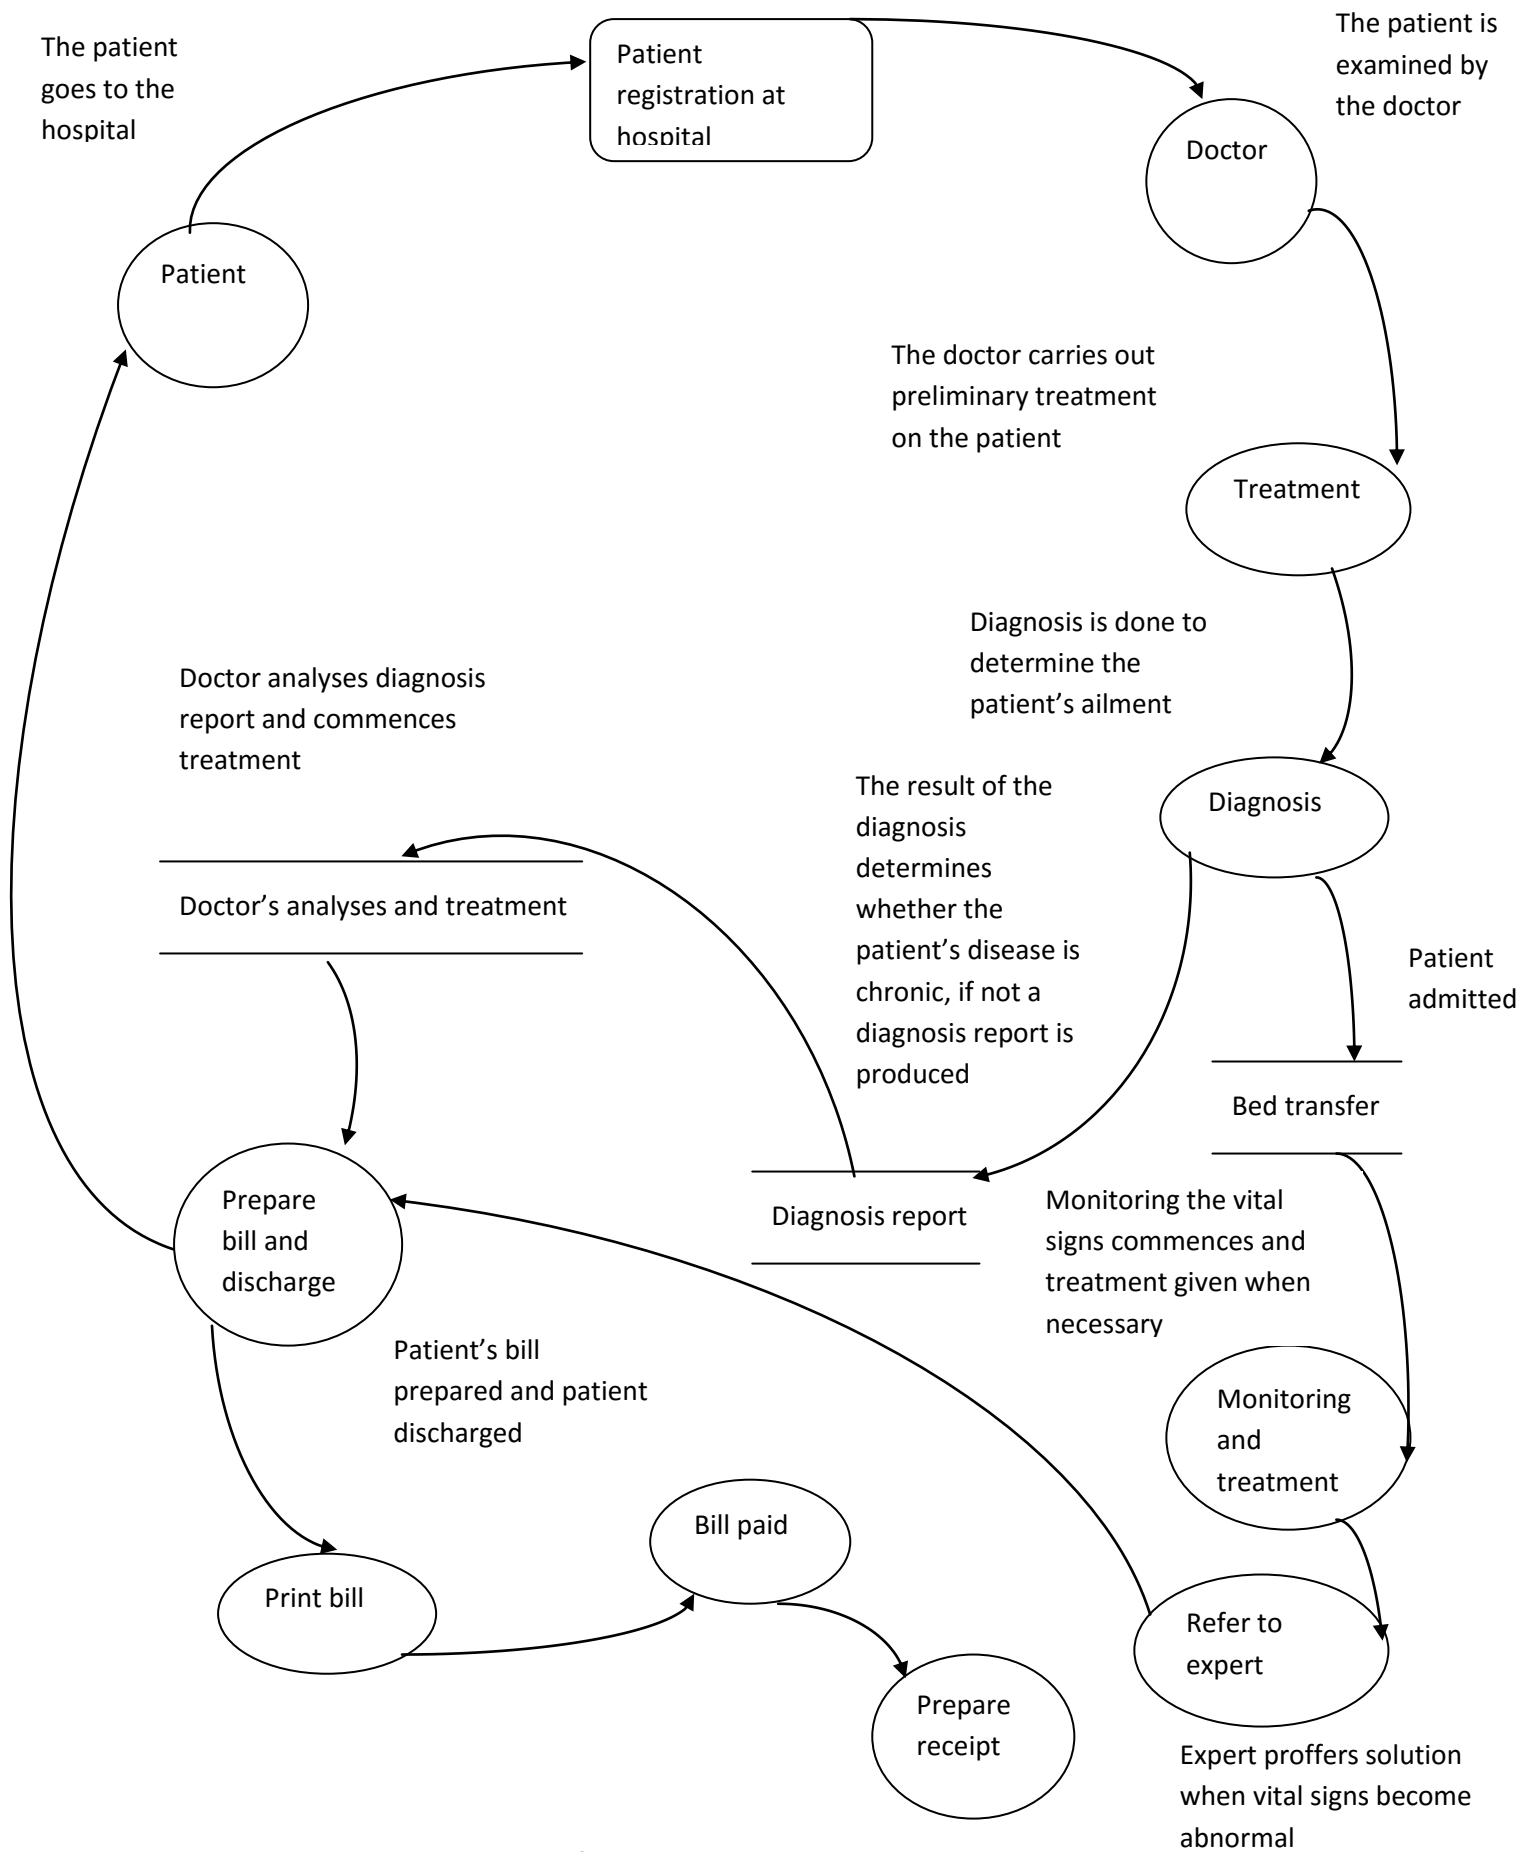 The patient
goes to the
hospital
Patient
registration at
hospital
The patient is
examined by
the doctor
Doctor
Patient
The doctor carries out
preliminary treatment
on the patient
Treatment
Diagnosis is done to
determine the
patient’s ailment
Doctor analyses diagnosis
report and commences
treatment
The result of the
diagnosis
determines
whether the
patient’s disease is
chronic, if not a
diagnosis report is
produced
Diagnosis
Doctor’s analyses and treatment
Patient
admitted
Bed transfer
Prepare
bill and
discharge
Diagnosis report
Monitoring the vital
signs commences and
treatment given when
necessary
Patient’s bill
prepared and patient
discharged
Monitoring
and
treatment
Bill paid
Print bill
Refer to
expert
Prepare
receipt
Expert proffers solution
when vital signs become
abnormal